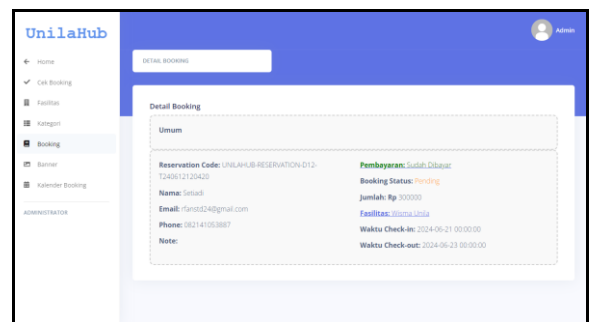 UnilaHub
Admin
Home
Cek Booking
Fasilitas
Kategori
Booking
Banner
Kalender Booking
ADMINISTRATOR
DETAIL BOOKING
Detail Booking
Umum
Reservation Code: UNILAHUB-RESERVATION-D12-
T240612120420
Nama: Setiadi
Email: rfanstd24@gmail.com
Phone: 082141053887
Note:
Pembayaran: Sudah Dibayar
Booking Status: Pending
Jumlah: Rp 300000
Fasilitas: Wisma Unila
Waktu Check-in: 2024-06-21 00:00:00
Waktu Check-out: 2024-06-23 00:00:00